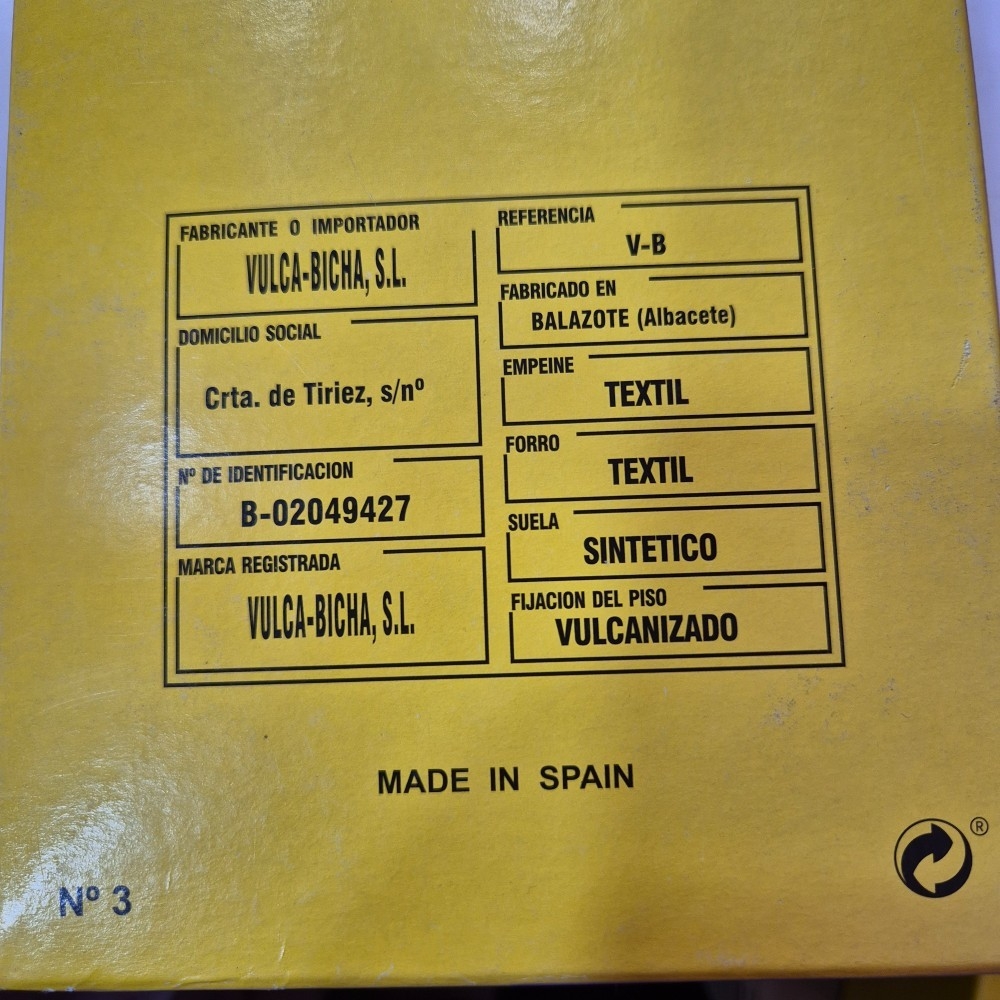 FABRICANTE O IMPORTADOR
VULCA-BICHA, S.L.
DOMICILIO SOCIAL
Crta. de Tiriez, s/nº
Nº DE IDENTIFICACION
B-02049427
MARCA REGISTRADA
VULCA-BICHA, S.L.
REFERENCIA
V-B
FABRICADO EN
BALAZOTE (Albacete)
EMPEINE
TEXTIL
FORRO
TEXTIL
SUELA
SINTETICO
FIJACION DEL PISO
VULCANIZADO
MADE IN SPAIN
®
Nº 3